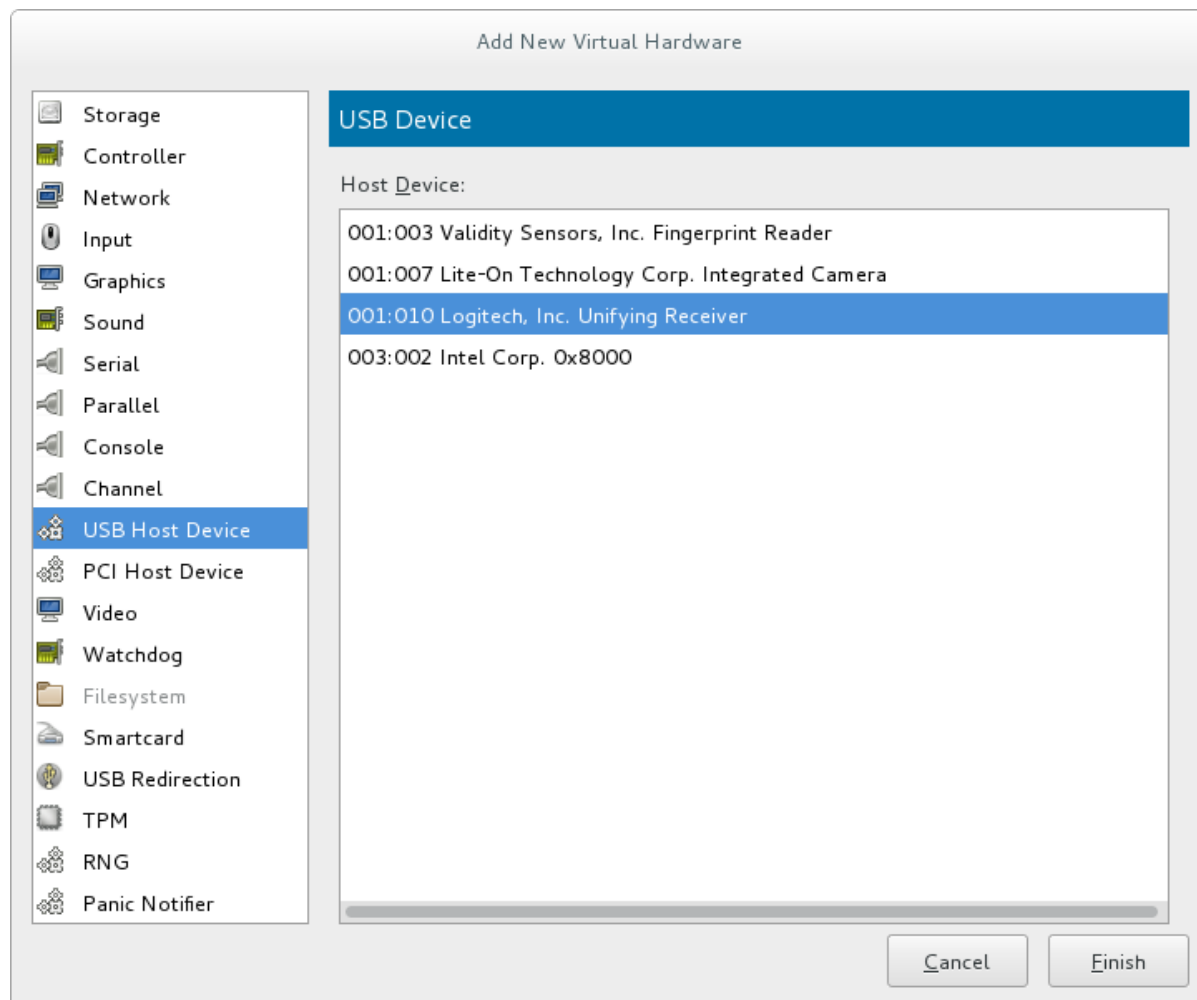 Add New Virtual Hardware
Storage
Controller
Network
Input
Graphics
Sound
Serial
Parallel
Console
Channel
USB Host Device
PCI Host Device
Video
Watchdog
Filesystem
Smartcard
USB Redirection
TPM
RNG
Panic Notifier
USB Device
Host Device:
001:003 Validity Sensors, Inc. Fingerprint Reader
001:007 Lite-On Technology Corp. Integrated Camera
001:010 Logitech, Inc. Unifying Receiver
003:002 Intel Corp. 0x8000
Cancel
Finish